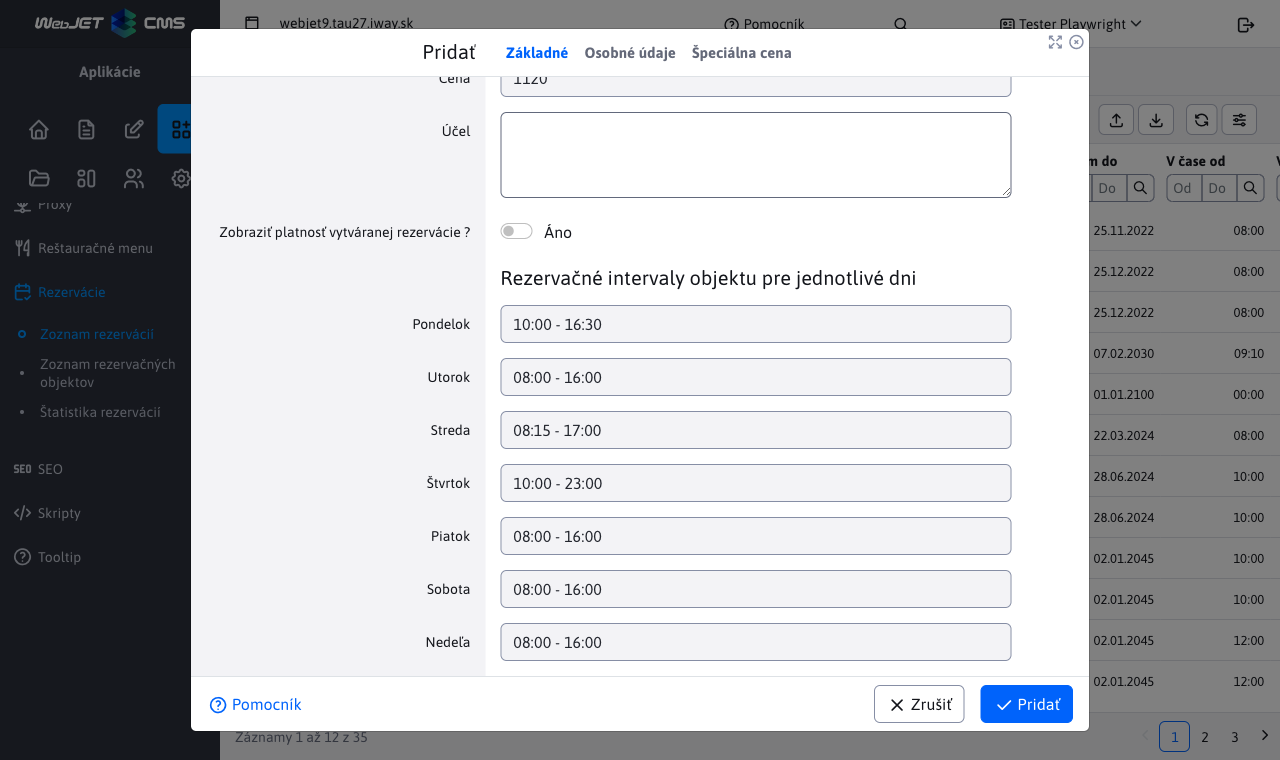 WebJET CMS
webjet9.tau27.iway.sk
Pomocník
Tester Playwright
Aplikácie
Proxy
Reštauračné menu
Rezervácie
Zoznam rezervácií
Zoznam rezervačných
objektov
Štatistika rezervácií
SEO
SEO
Skripty
Tooltip
Pridať
Základné
Osobné údaje
Špeciálna cena
Cena
1120
Účel
Zobraziť platnosť vytváranej rezervácie ?
Áno
Rezervačné intervaly objektu pre jednotlivé dni
Pondelok
10:00 - 16:30
Utorok
08:00 - 16:00
Streda
08:15 - 17:00
Štvrtok
10:00 - 23:00
Piatok
08:00 - 16:00
Sobota
08:00 - 16:00
Nedeľa
08:00 - 16:00
Pomocník
Zrušiť
Pridať
do
V čase od
Do
Od
Do
25.11.2022 08:00
25.12.2022 08:00
25.12.2022 08:00
07.02.2030 09:10
01.01.2100 00:00
22.03.2024 08:00
28.06.2024 10:00
28.06.2024 10:00
02.01.2045 10:00
02.01.2045 10:00
02.01.2045 12:00
02.01.2045 12:00
Záznamy 1 až 12 z 35
1 2 3